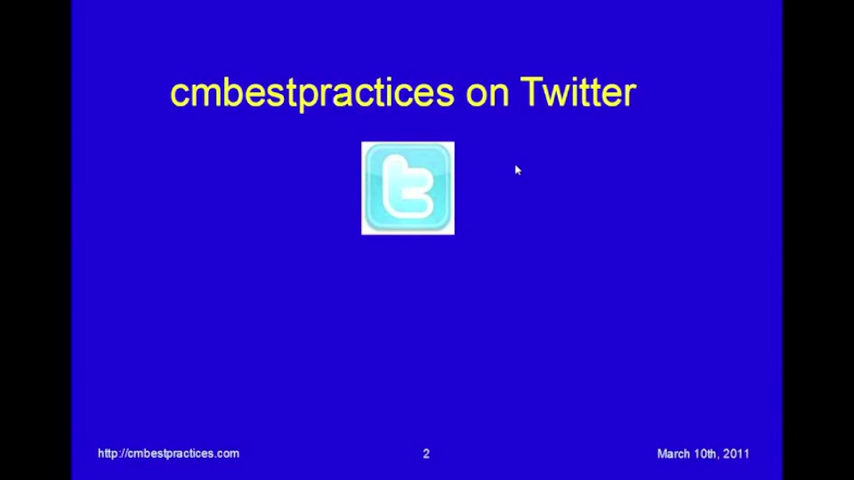 cmbestpractices on Twitter
t
http://cmbestpractices.com
2
March 10th, 2011